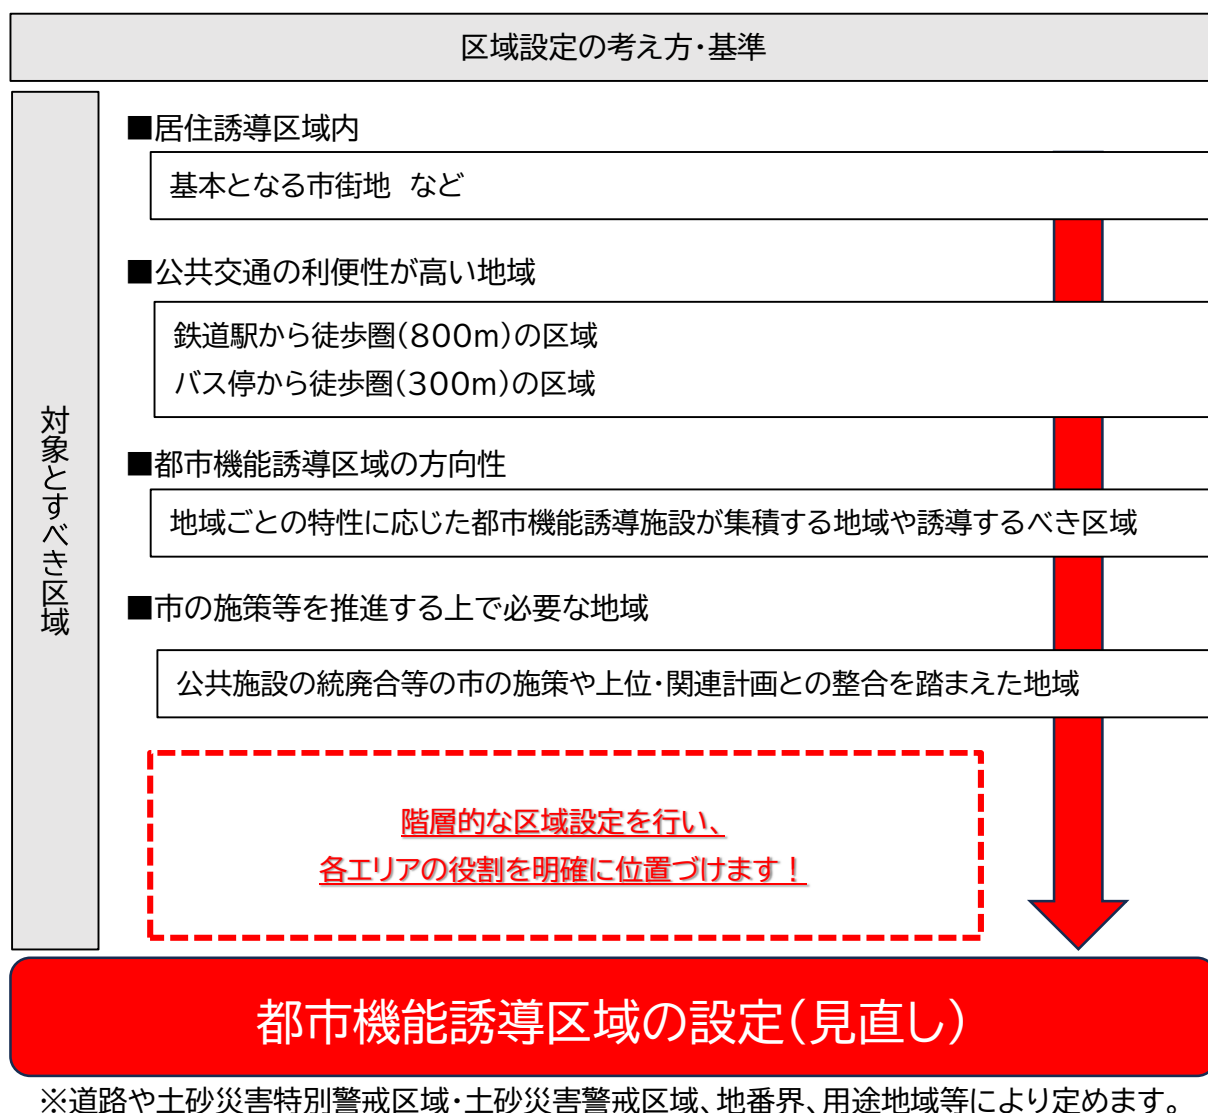 区域設定の考え方・基準
対象とすべき区域
■居住誘導区域内
基本となる市街地 など
■公共交通の利便性が高い地域
鉄道駅から徒歩圏(800m)の区域
バス停から徒歩圏(300m)の区域
■都市機能誘導区域の方向性
地域ごとの特性に応じた都市機能誘導施設が集積する地域や誘導するべき区域
■市の施策等を推進する上で必要な地域
公共施設の統廃合等の市の施策や上位・関連計画との整合を踏まえた地域
階層的な区域設定を行い、
各エリアの役割を明確に位置づけます！
都市機能誘導区域の設定(見直し)
※道路や土砂災害特別警戒区域・土砂災害警戒区域、地番界、用途地域等により定めます。